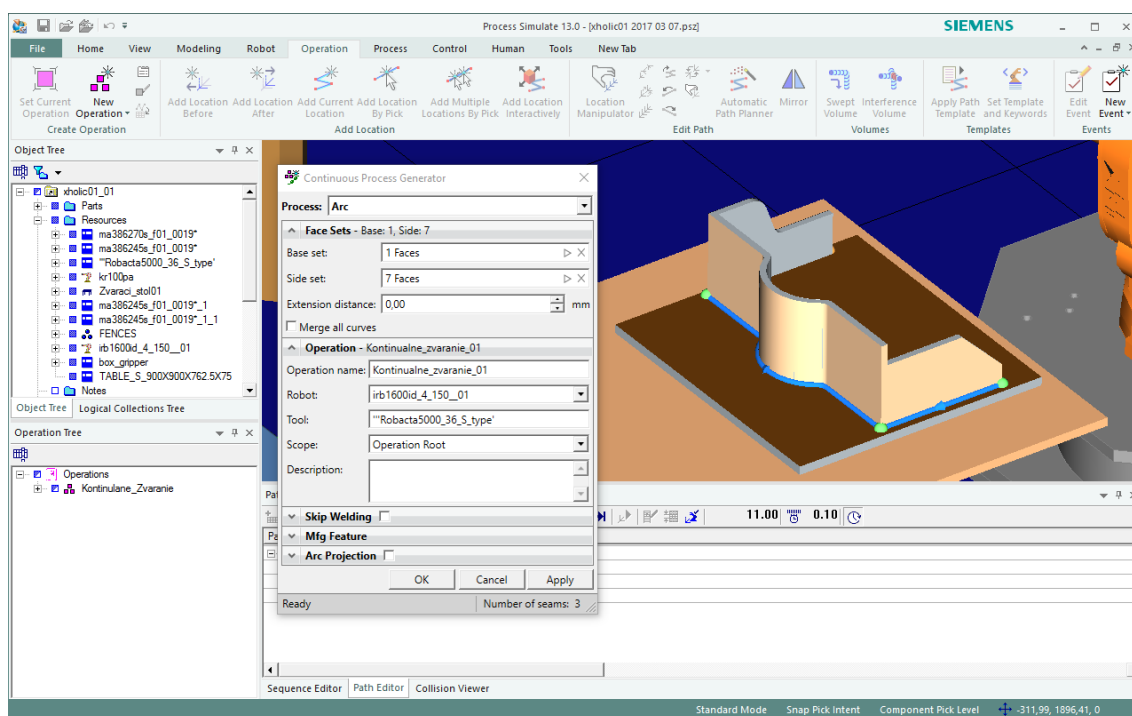 Process Simulate 13.0 - [xholic01 2017 03 07.psz]
SIEMENS
File Home View Modeling Robot Operation Process Control Human Tools New Tab
Set Current Operation
New Operation
Add Location Before
Add Location After
Add Current Location
Add Location By Pick
Add Multiple Locations By Pick
Add Location Interactively
Location Manipulator
Automatic Path Planner
Mirror
Swept Volume
Interference Volume
Apply Path Template
Set Template and Keywords
Edit Event
New Event
Create Operation
Add Location
Edit Path
Volumes
Templates
Events
Object Tree
xholic01_01
Parts
Resources
ma386270s_f01_0019"
ma386245s_f01_0019"
'"Robacta5000_36_S_type'
kr100pa
Zvaraci_stol01
ma386245s_f01_0019"_1
ma386245s_f01_0019"_1_1
FENCES
irb1600id_4_150__01
box_gripper
TABLE_S_900X900X762.5X75
Notes
Object Tree Logical Collections Tree
Operation Tree
Operations
Kontinulane_Zvaranie
Continuous Process Generator
Process: Arc
Face Sets - Base: 1, Side: 7
Base set: 1 Faces
Side set: 7 Faces
Extension distance: 0,00 mm
Merge all curves
Operation - Kontinualne_zvaranie_01
Operation name: Kontinualne_zvaranie_01
Robot: irb1600id_4_150__01
Tool: '"Robacta5000_36_S_type'
Scope: Operation Root
Description:
Skip Welding
Mfg Feature
Arc Projection
OK Cancel Apply
Ready Number of seams: 3
11.00 0.10
Sequence Editor Path Editor Collision Viewer
Standard Mode Snap Pick Intent Component Pick Level -311,99, 1896,41, 0